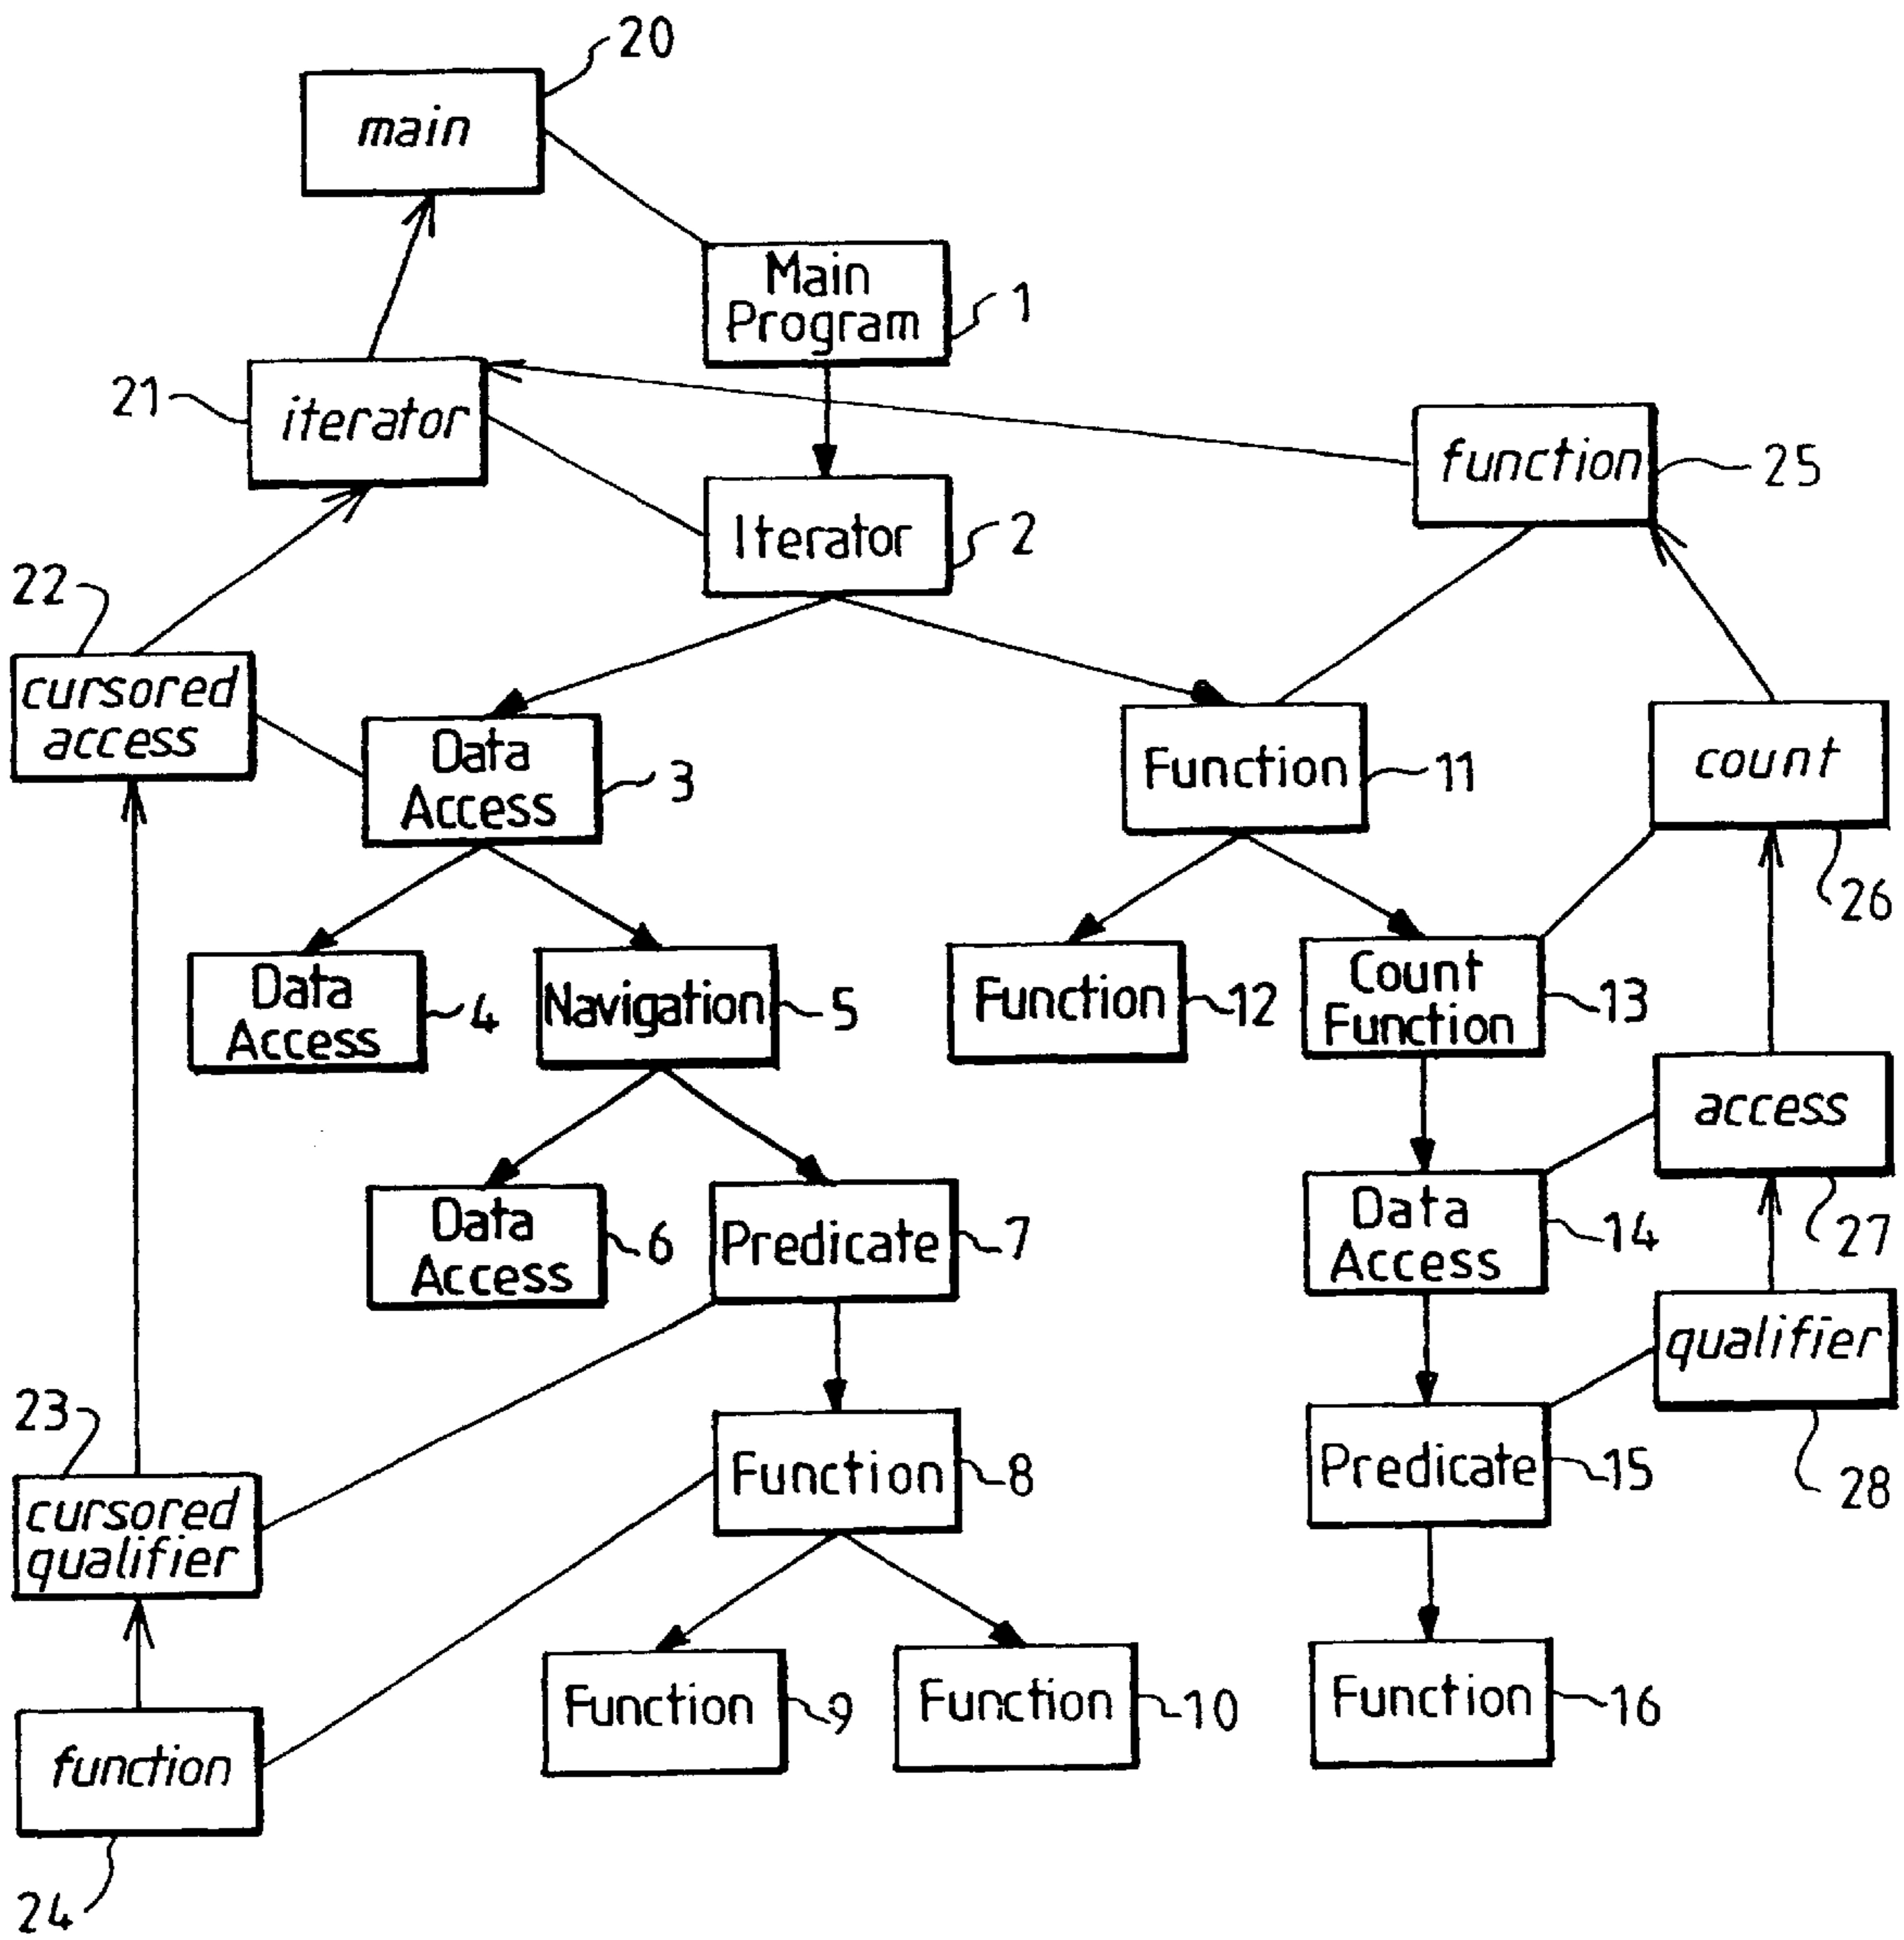 20
main
Main
Program
1
21
iterator
function
25
Iterator
2
22
cursored
access
Data
Access
3
Function
11
count
26
Data
Access
4
Navigation
5
Function
12
Count
Function
13
access
27
Data
Access
6
Predicate
7
Data
Access
14
qualifier
28
23
cursored
qualifier
Function
8
Predicate
15
function
24
Function
9
Function
10
Function
16